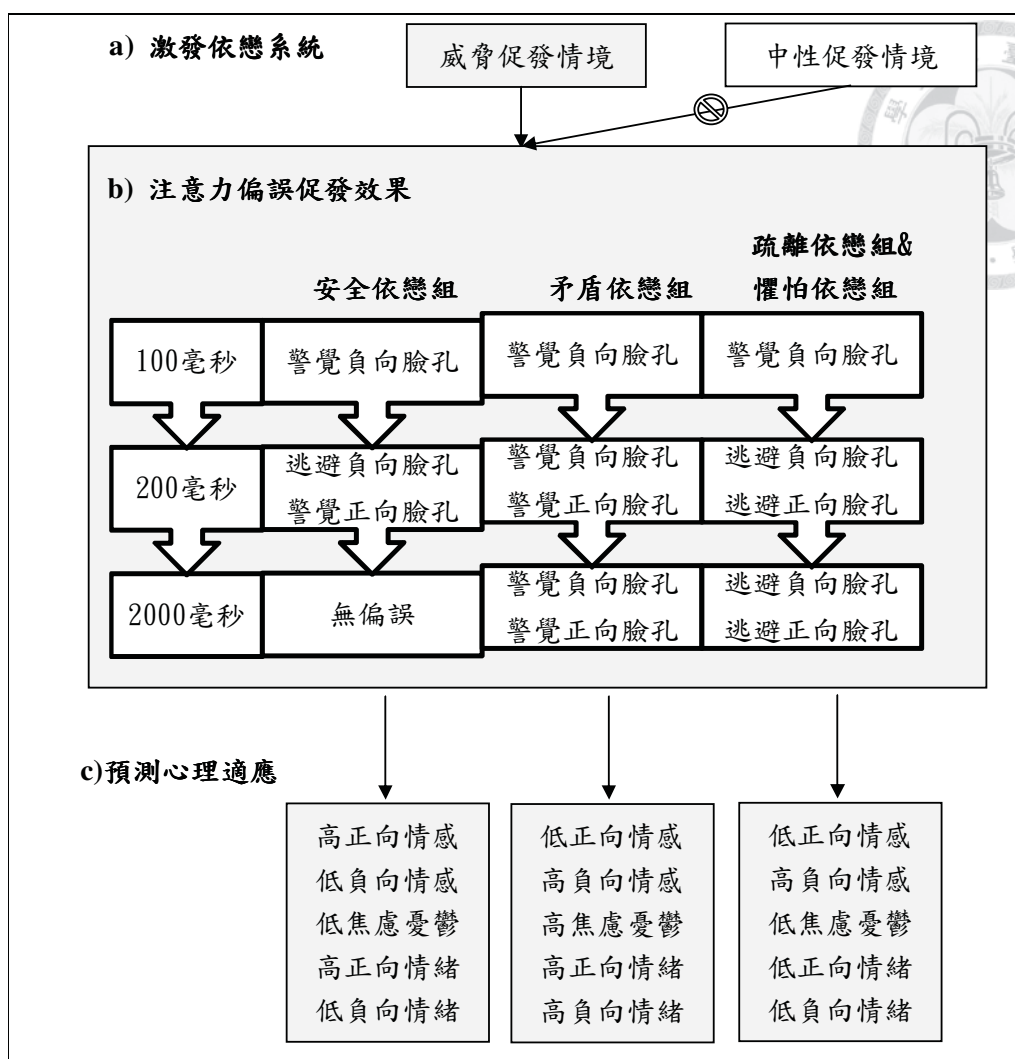 a) 激發依戀系統
威脅促發情境
中性促發情境
b) 注意力偏誤促發效果
安全依戀組
矛盾依戀組
疏離依戀組&
懼怕依戀組
100毫秒
警覺負向臉孔
警覺負向臉孔
警覺負向臉孔
200毫秒
逃避負向臉孔
警覺正向臉孔
警覺負向臉孔
警覺正向臉孔
逃避負向臉孔
逃避正向臉孔
2000毫秒
無偏誤
警覺負向臉孔
警覺正向臉孔
逃避負向臉孔
逃避正向臉孔
c)預測心理適應
高正向情感
低負向情感
低焦慮憂鬱
高正向情緒
低負向情緒
低正向情感
高負向情感
高焦慮憂鬱
高正向情緒
高負向情緒
低正向情感
高負向情感
低焦慮憂鬱
低正向情緒
低負向情緒